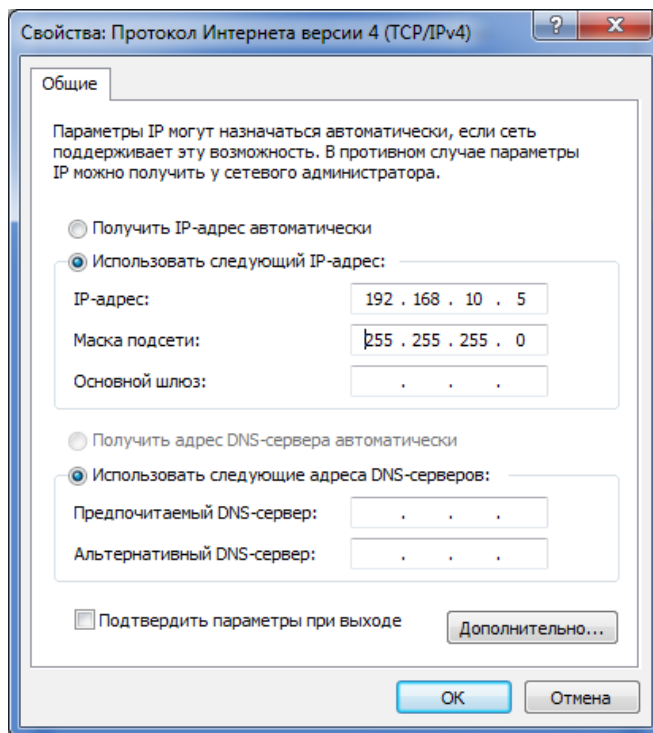 Свойства: Протокол Интернета версии 4 (TCP/IPv4)
?
Общие
Параметры IP могут назначаться автоматически, если сеть
поддерживает эту возможность. В противном случае параметры
IP можно получить у сетевого администратора.
Получить IP-адрес автоматически
Использовать следующий IP-адрес:
IP-адрес: 192 . 168 . 10 . 5
Маска подсети: 255 . 255 . 255 . 0
Основной шлюз: . . .
Получить адрес DNS-сервера автоматически
Использовать следующие адреса DNS-серверов:
Предпочитаемый DNS-сервер: . . .
Альтернативный DNS-сервер: . . .
Подтвердить параметры при выходе
Дополнительно...
ОК Отмена